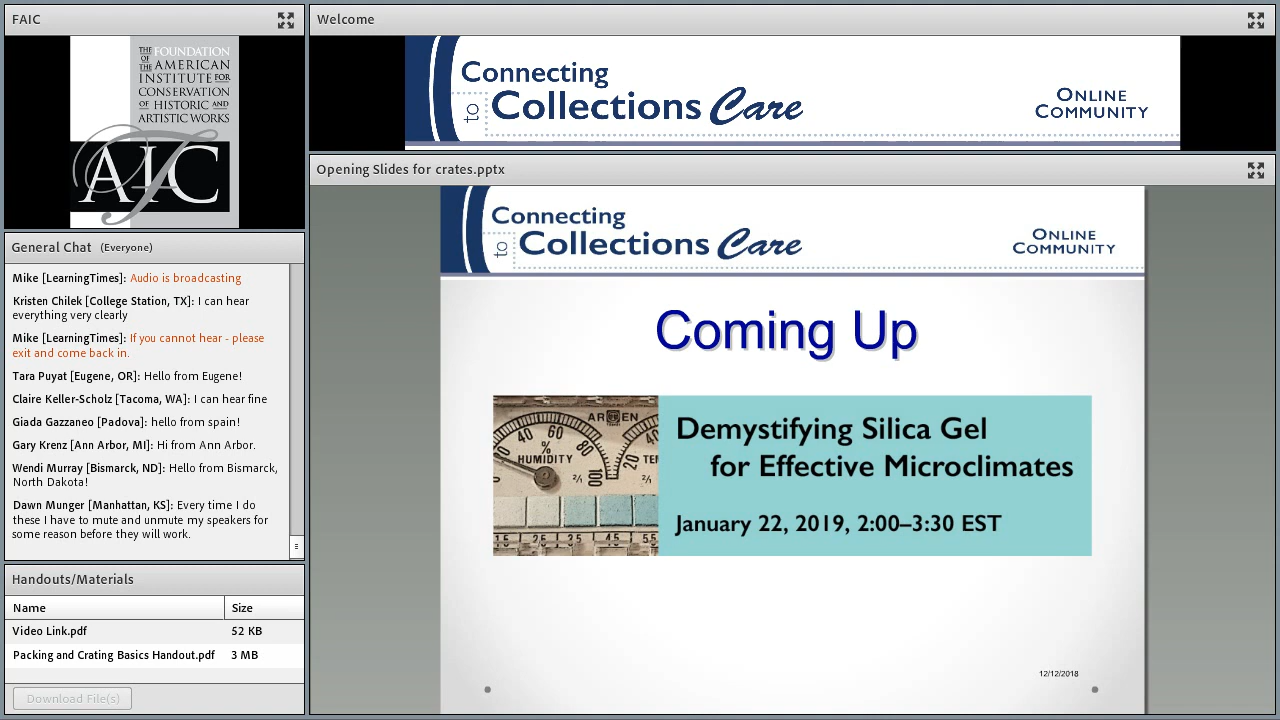 FAIC
THE FOUNDATION
OF THE AMERICAN
INSTITUTE FOR
CONSERVATION
OF HISTORIC AND
ARTISTIC WORKS
FAIC
General Chat (Everyone)
Mike [LearningTimes]: Audio is broadcasting
Kristen Chilek [College Station, TX]: I can hear
everything very clearly
Mike [LearningTimes]: If you cannot hear - please
exit and come back in.
Tara Puyat [Eugene, OR]: Hello from Eugene!
Claire Keller-Scholz [Tacoma, WA]: I can hear fine
Giada Gazzaneo [Padova]: hello from spain!
Gary Krenz [Ann Arbor, MI]: Hi from Ann Arbor.
Wendi Murray [Bismarck, ND]: Hello from Bismarck,
North Dakota!
Dawn Munger [Manhattan, KS]: Every time I do
these I have to mute and unmute my speakers for
some reason before they will work.
Handouts/Materials
Name Size
Video Link.pdf 52 KB
Packing and Crating Basics Handout.pdf 3 MB
Download File(s)
Welcome
Connecting
to Collections Care
ONLINE
COMMUNITY
Opening Slides for crates.pptx
Connecting
to Collections Care
ONLINE
COMMUNITY
Coming Up
40 60 80 100
%
HUMIDITY
20 40
Demystifying Silica Gel
for Effective Microclimates
January 22, 2019, 2:00–3:30 EST
12/12/2018